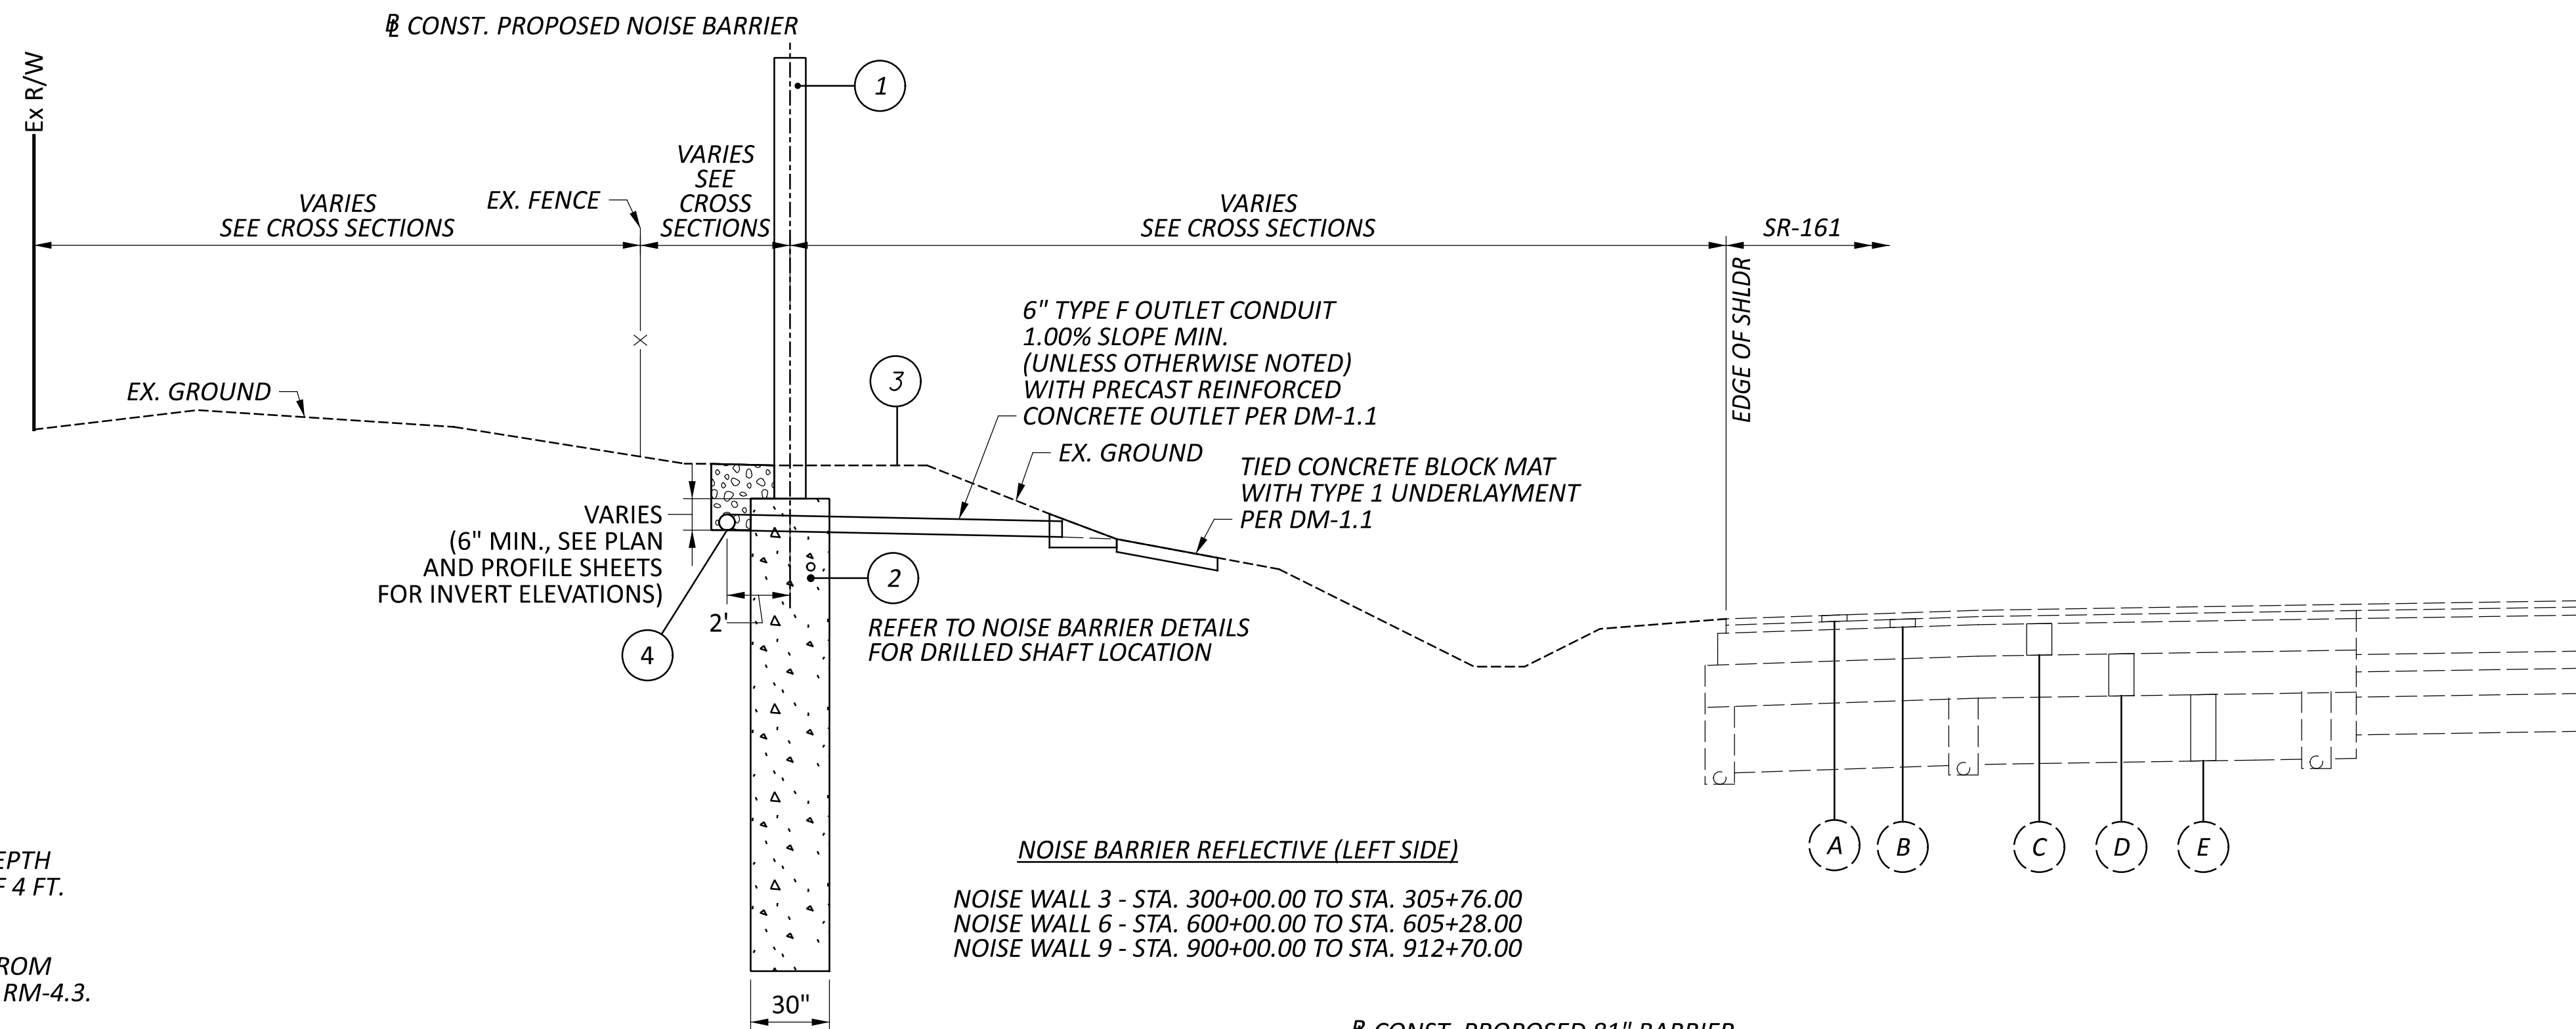 ℄ CONST. PROPOSED NOISE BARRIER
Ex R/W
1
VARIES
SEE CROSS SECTIONS
EX. FENCE
VARIES
SEE
CROSS
SECTIONS
VARIES
SEE CROSS SECTIONS
SR-161
EDGE OF SHLDR
6" TYPE F OUTLET CONDUIT
1.00% SLOPE MIN.
(UNLESS OTHERWISE NOTED)
WITH PRECAST REINFORCED
CONCRETE OUTLET PER DM-1.1
X
3
EX. GROUND
EX. GROUND
TIED CONCRETE BLOCK MAT
WITH TYPE 1 UNDERLAYMENT
PER DM-1.1
VARIES
(6" MIN., SEE PLAN
AND PROFILE SHEETS
FOR INVERT ELEVATIONS)
2
2'
4
REFER TO NOISE BARRIER DETAILS
FOR DRILLED SHAFT LOCATION
A
B
C
D
E
NOISE BARRIER REFLECTIVE (LEFT SIDE)
NOISE WALL 3 - STA. 300+00.00 TO STA. 305+76.00
NOISE WALL 6 - STA. 600+00.00 TO STA. 605+28.00
NOISE WALL 9 - STA. 900+00.00 TO STA. 912+70.00
EPTH
F 4 FT.
ROM
RM-4.3.
30"
CONST. PROPOSED 81" BARRIER